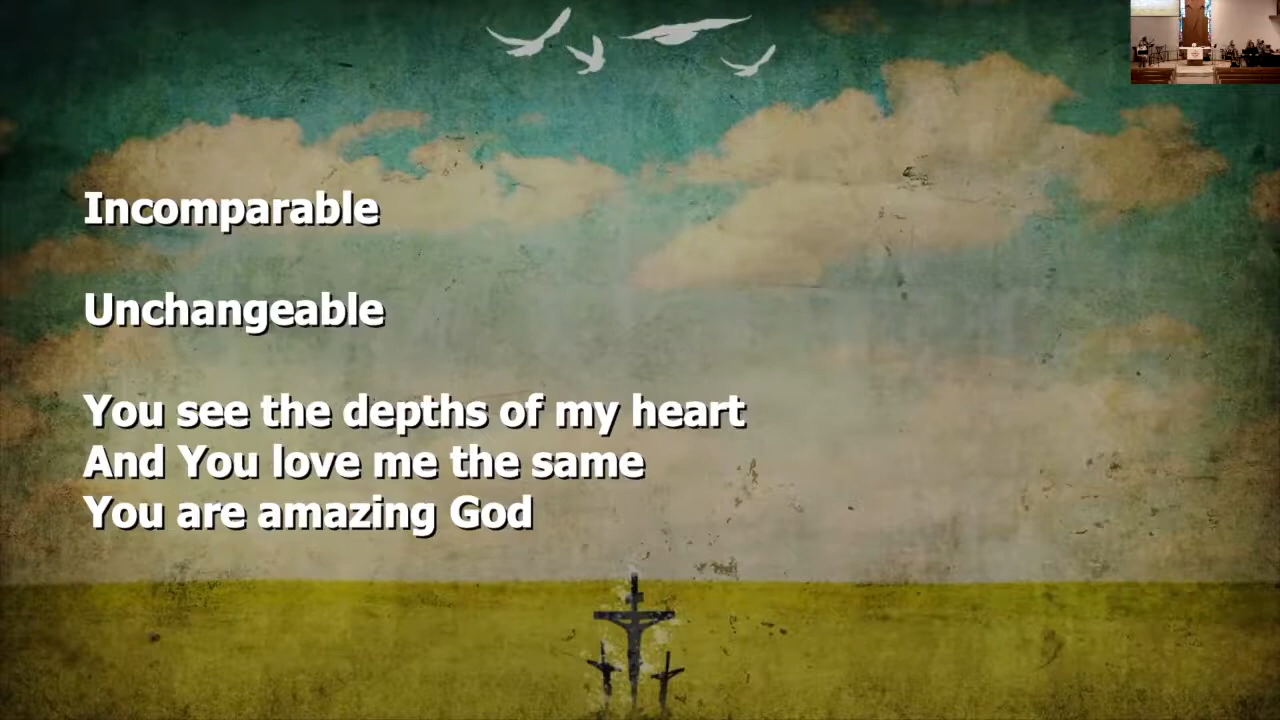 Incomparable
Unchangeable
You see the depths of my heart
And You love me the same
You are amazing God